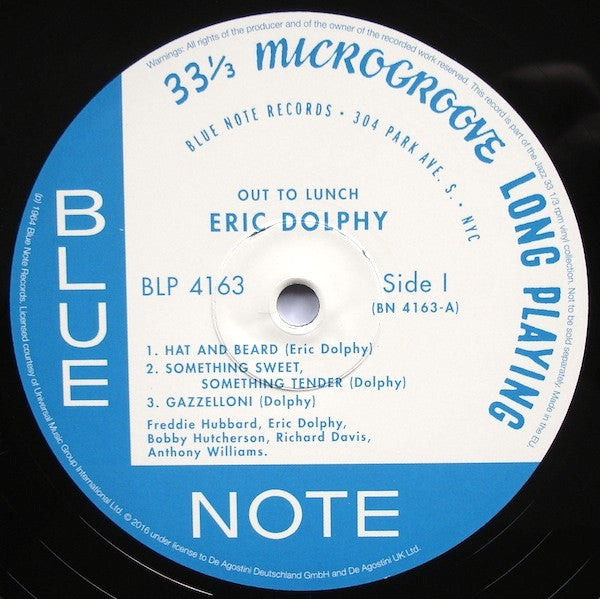 Warnings: All rights of the producer and of the owner of the recorded work reserved. This record is part of the Jazz 33 1/3 rpm vinyl collection. Not to be sold separately. Made in the EU.
33⅓ MICROGROOVE LONG PLAYING
BLUE NOTE RECORDS • 304 PARK AVE. S. • NYC
OUT TO LUNCH
ERIC DOLPHY
BLP 4163
Side I
(BN 4163-A)
1. HAT AND BEARD (Eric Dolphy)
2. SOMETHING SWEET,
SOMETHING TENDER (Dolphy)
3. GAZZELLONI (Dolphy)
Freddie Hubbard, Eric Dolphy,
Bobby Hutcherson, Richard Davis,
Anthony Williams.
BLUE
NOTE
(p) 1964 Blue Note Records. Licensed courtesy of Universal Music Group International Ltd. © 2016 under license to De Agostini Deutschland GmbH and De Agostini UK Ltd.